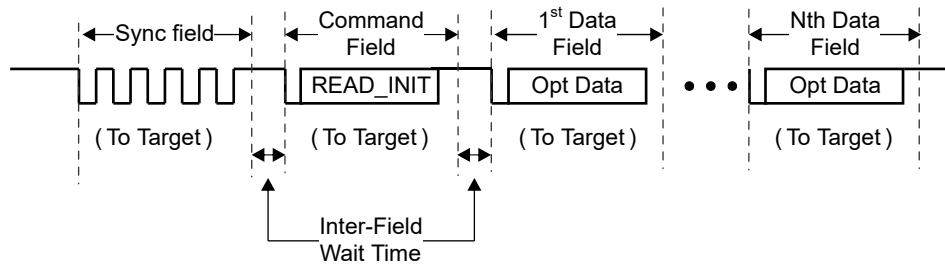 Sync field
Command
Field
1st Data
Field
Nth Data
Field
READ_INIT
Opt Data
Opt Data
( To Target )
( To Target )
( To Target )
( To Target )
Inter-Field
Wait Time